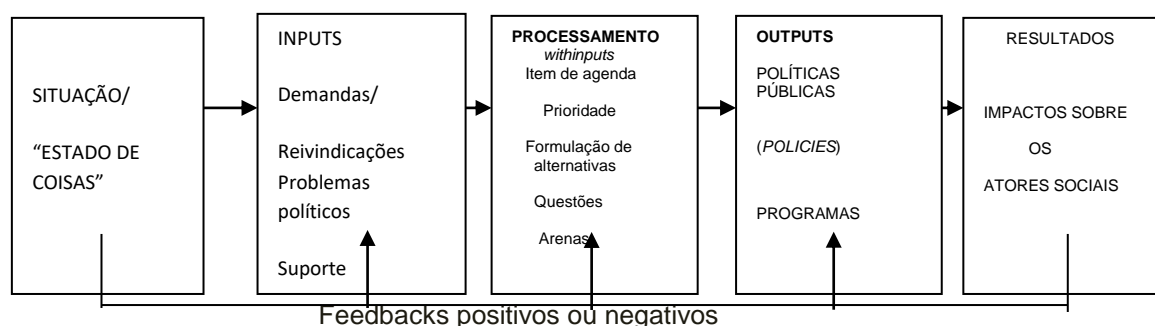 SITUAÇÃO/
“ESTADO DE
COISAS”
INPUTS
Demandas/
Reivindicações
Problemas
políticos
Suporte
PROCESSAMENTO
withinputs
Item de agenda
Prioridade
Formulação de
alternativas
Questões
Arenas
OUTPUTS
POLÍTICAS
PÚBLICAS
(POLICIES)
PROGRAMAS
RESULTADOS
IMPACTOS SOBRE
OS
ATORES SOCIAIS
Feedbacks positivos ou negativos